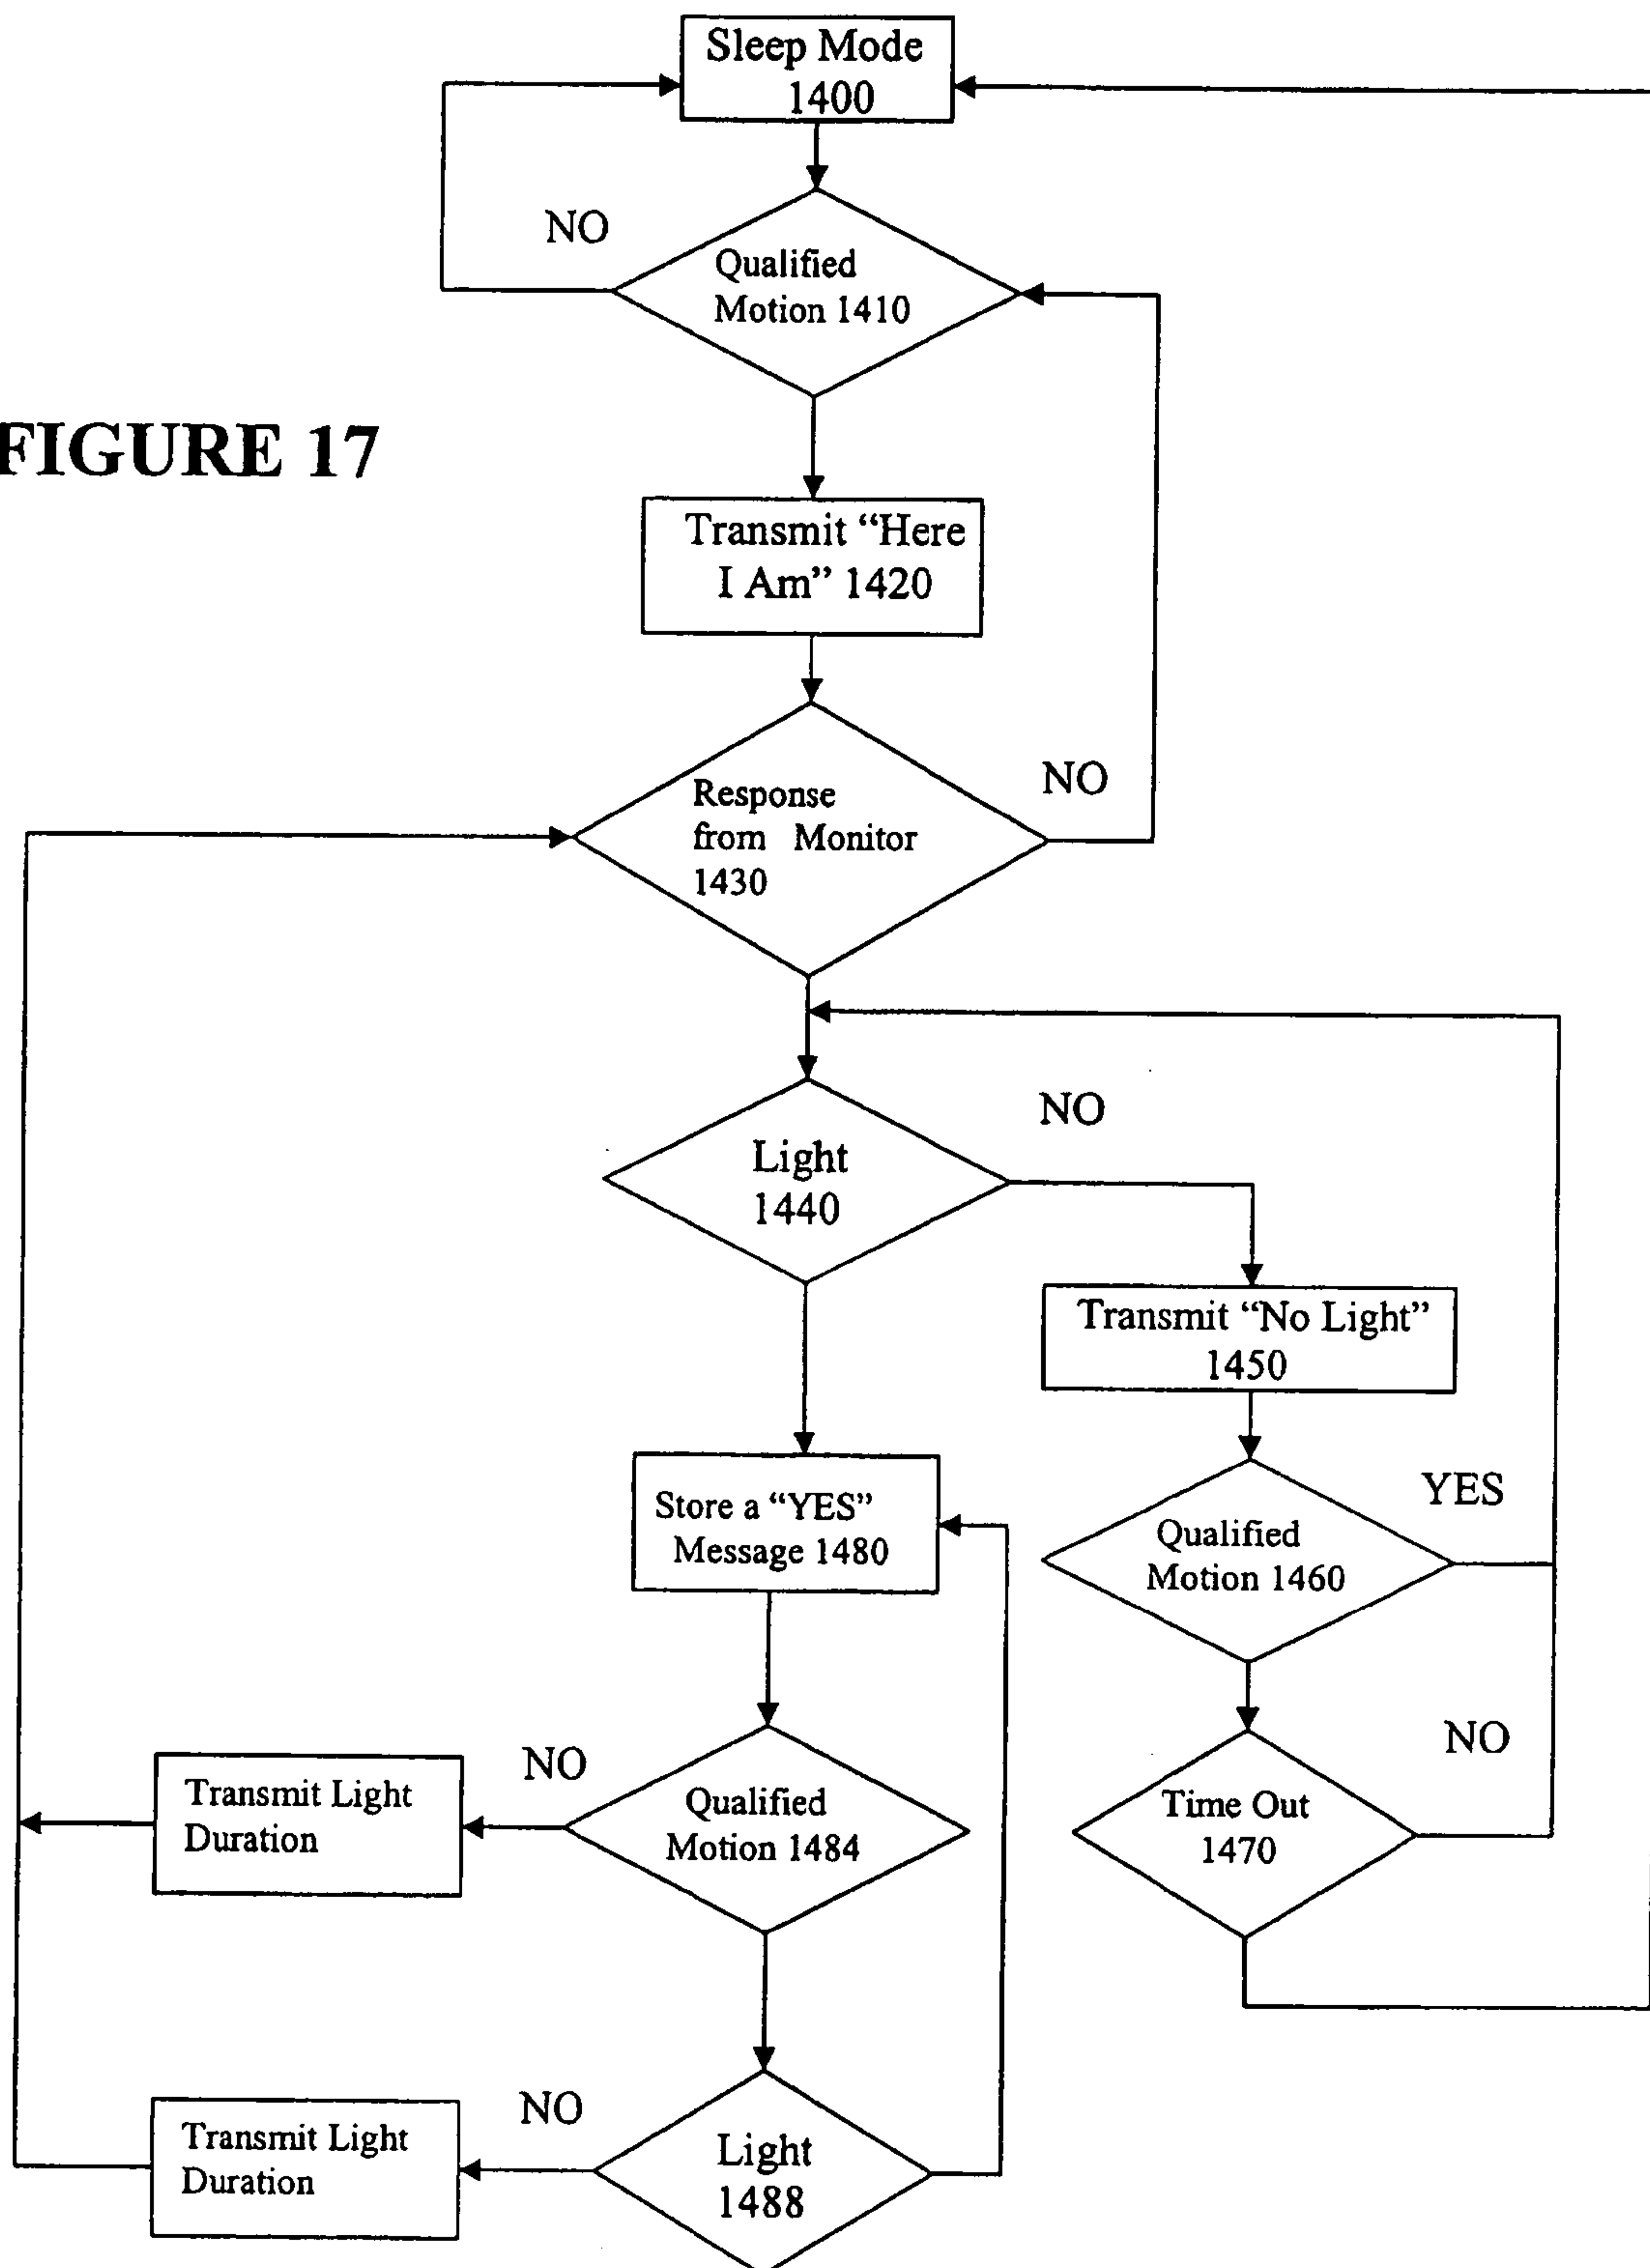 Sleep Mode
1400
NO
Qualified
Motion 1410
FIGURE 17
Transmit “Here
I Am” 1420
NO
Response
from Monitor
1430
NO
Light
1440
Transmit “No Light”
1450
YES
Store a “YES”
Message 1480
Qualified
Motion 1460
NO
NO
Transmit Light
Duration
Qualified
Motion 1484
Time Out
1470
NO
Transmit Light
Duration
Light
1488